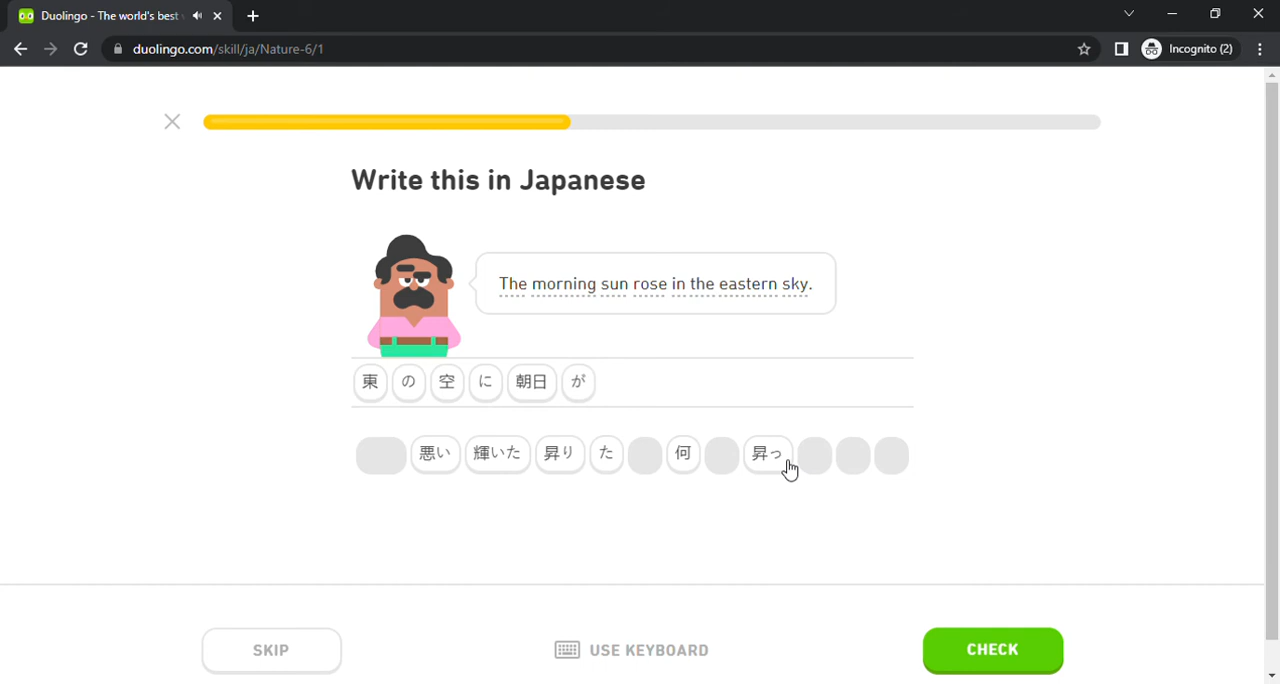 Duolingo - The world's best
duolingo.com/skill/ja/Nature-6/1
Incognito (2)
Write this in Japanese
The morning sun rose in the eastern sky.
東 の 空 に 朝日 が
悪い 輝いた 昇り た 何 昇っ
SKIP
USE KEYBOARD
CHECK